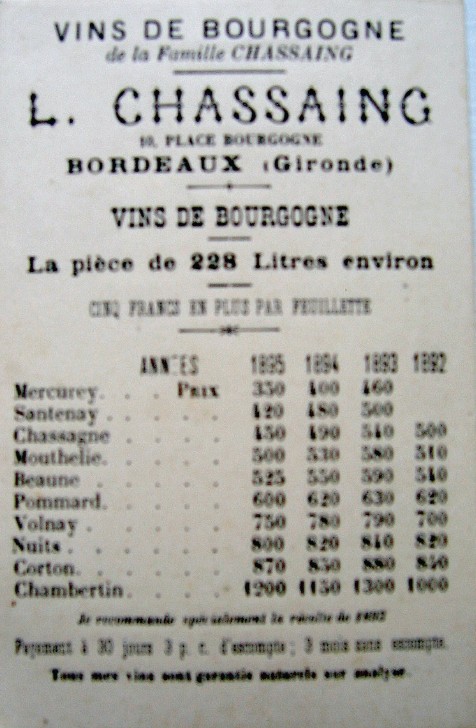 VINS DE BOURGOGNE
de la Famille CHASSAING
L. CHASSAING
10, PLACE BOURGOGNE
BORDEAUX (Gironde)
VINS DE BOURGOGNE
La pièce de 228 Litres environ
CINQ FRANCS EN PLUS PAR FEUILLETTE
ANNÉES 1895 1894 1893 1892
Mercurey. . . Prix 350 400 460
Santenay . . . . . 420 480 500
Chassagne . . . . 450 490 540 500
Mouthelie. . . . . 500 530 580 510
Beaune . . . . . 525 550 590 540
Pommard. . . . . 600 620 630 620
Volnay . . . . . 750 780 790 700
Nuits . . . . . . 800 820 840 820
Corton. . . . . . 870 850 880 850
Chambertin. . . . 1200 1150 1300 1000
Je recommande spécialement la récolte de
Payement à 30 jours 3 p. c. d'escompte ; 3 mois sans escompte.
Tous mes vins sont garantis naturels sur analyse.